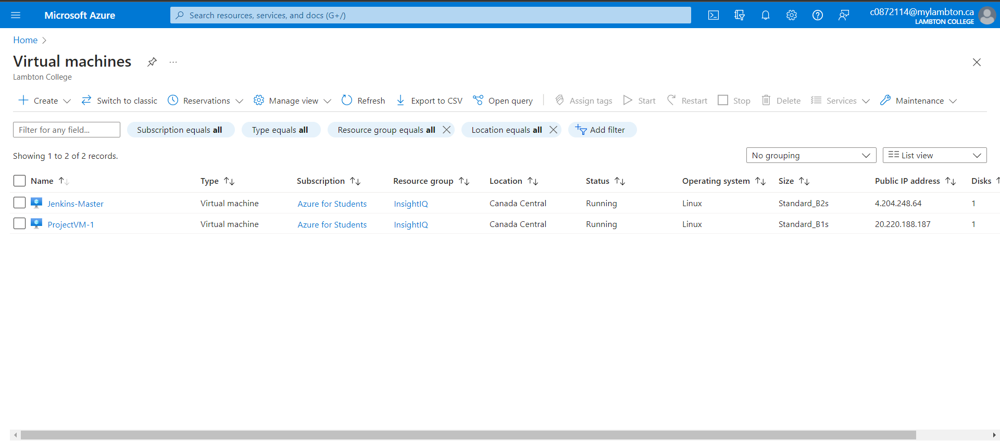 Microsoft Azure
Search resources, services, and docs (G+/)
c0872114@mylambton.ca
LAMBTON COLLEGE
Home
Virtual machines
...
Lambton College
Create
Switch to classic
Reservations
Manage view
Refresh
Export to CSV
Open query
Assign tags
Start
Restart
Stop
Delete
Services
Maintenance
Filter for any field...
Subscription equals all
Type equals all
Resource group equals all
Location equals all
Add filter
Showing 1 to 2 of 2 records.
No grouping
List view
Name Type Subscription Resource group Location Status Operating system Size Public IP address Disks
Jenkins-Master Virtual machine Azure for Students InsightIQ Canada Central Running Linux Standard_B2s 4.204.248.64 1
ProjectVM-1 Virtual machine Azure for Students InsightIQ Canada Central Running Linux Standard_B1s 20.220.188.187 1